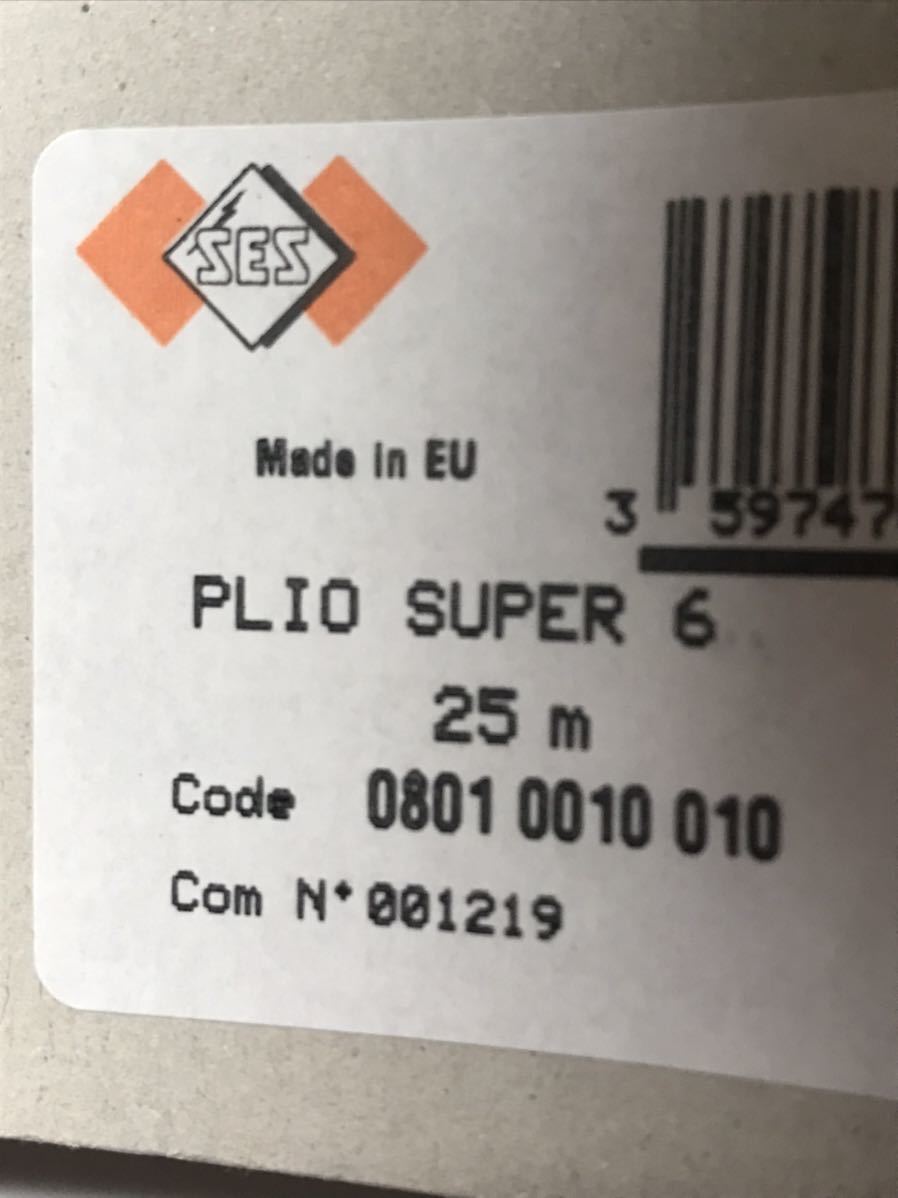 SES
Made in EU
3 59747
PLIO SUPER 6
25 m
Code 0801 0010 010
Com N° 001219